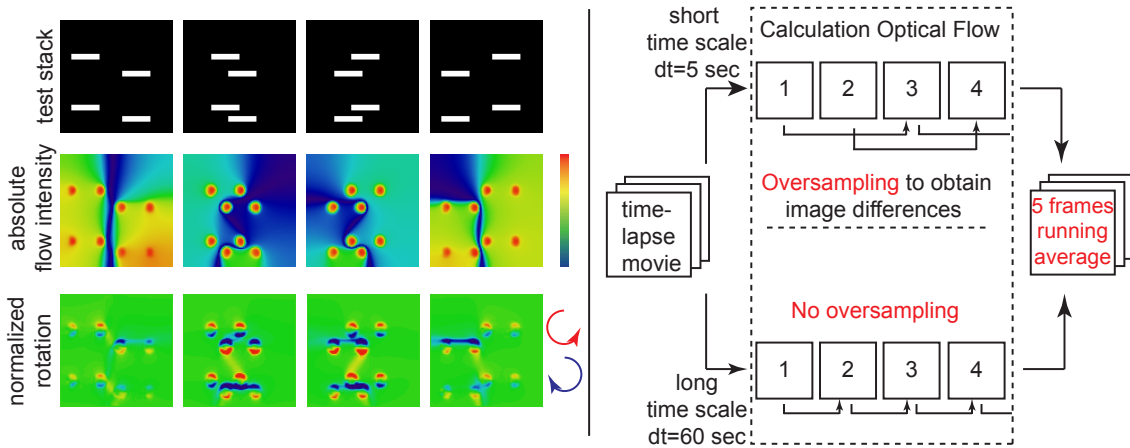 test stack
absolute
flow intensity
normalized
rotation
short
time scale
dt=5 sec
Calculation Optical Flow
1 2 3 4
Oversampling to obtain
image differences
time-
lapse
movie
5 frames
running
average
No oversampling
1 2 3 4
long
time scale
dt=60 sec